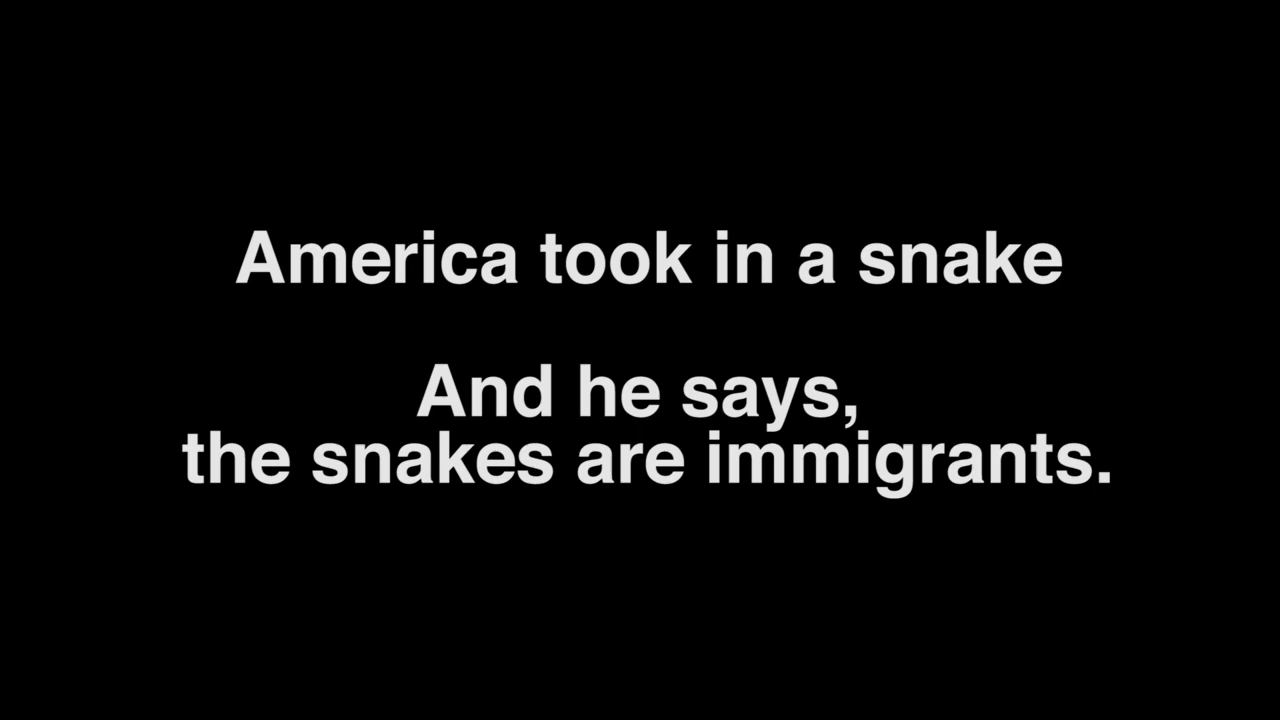 America took in a snake
And he says,
the snakes are immigrants.